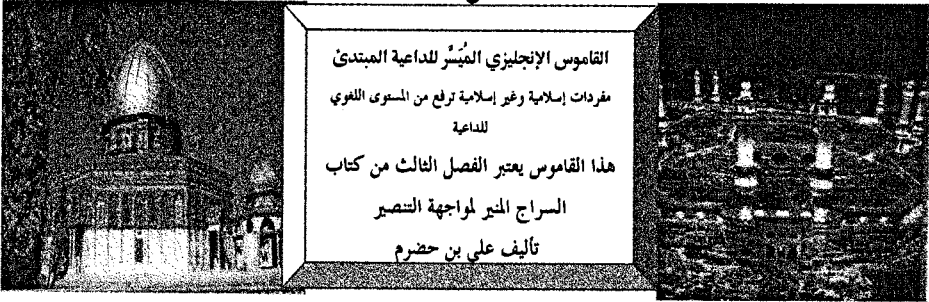 القاموس الإنجليزي المُيَسَّر للداعية المبتدئ
مفردات إسلامية وغير إسلامية ترفع من المستوى اللغوي
للداعية
هذا القاموس يعتبر الفصل الثالث من كتاب
السراج المنير لمواجهة التنصير
تأليف علي بن حضرم